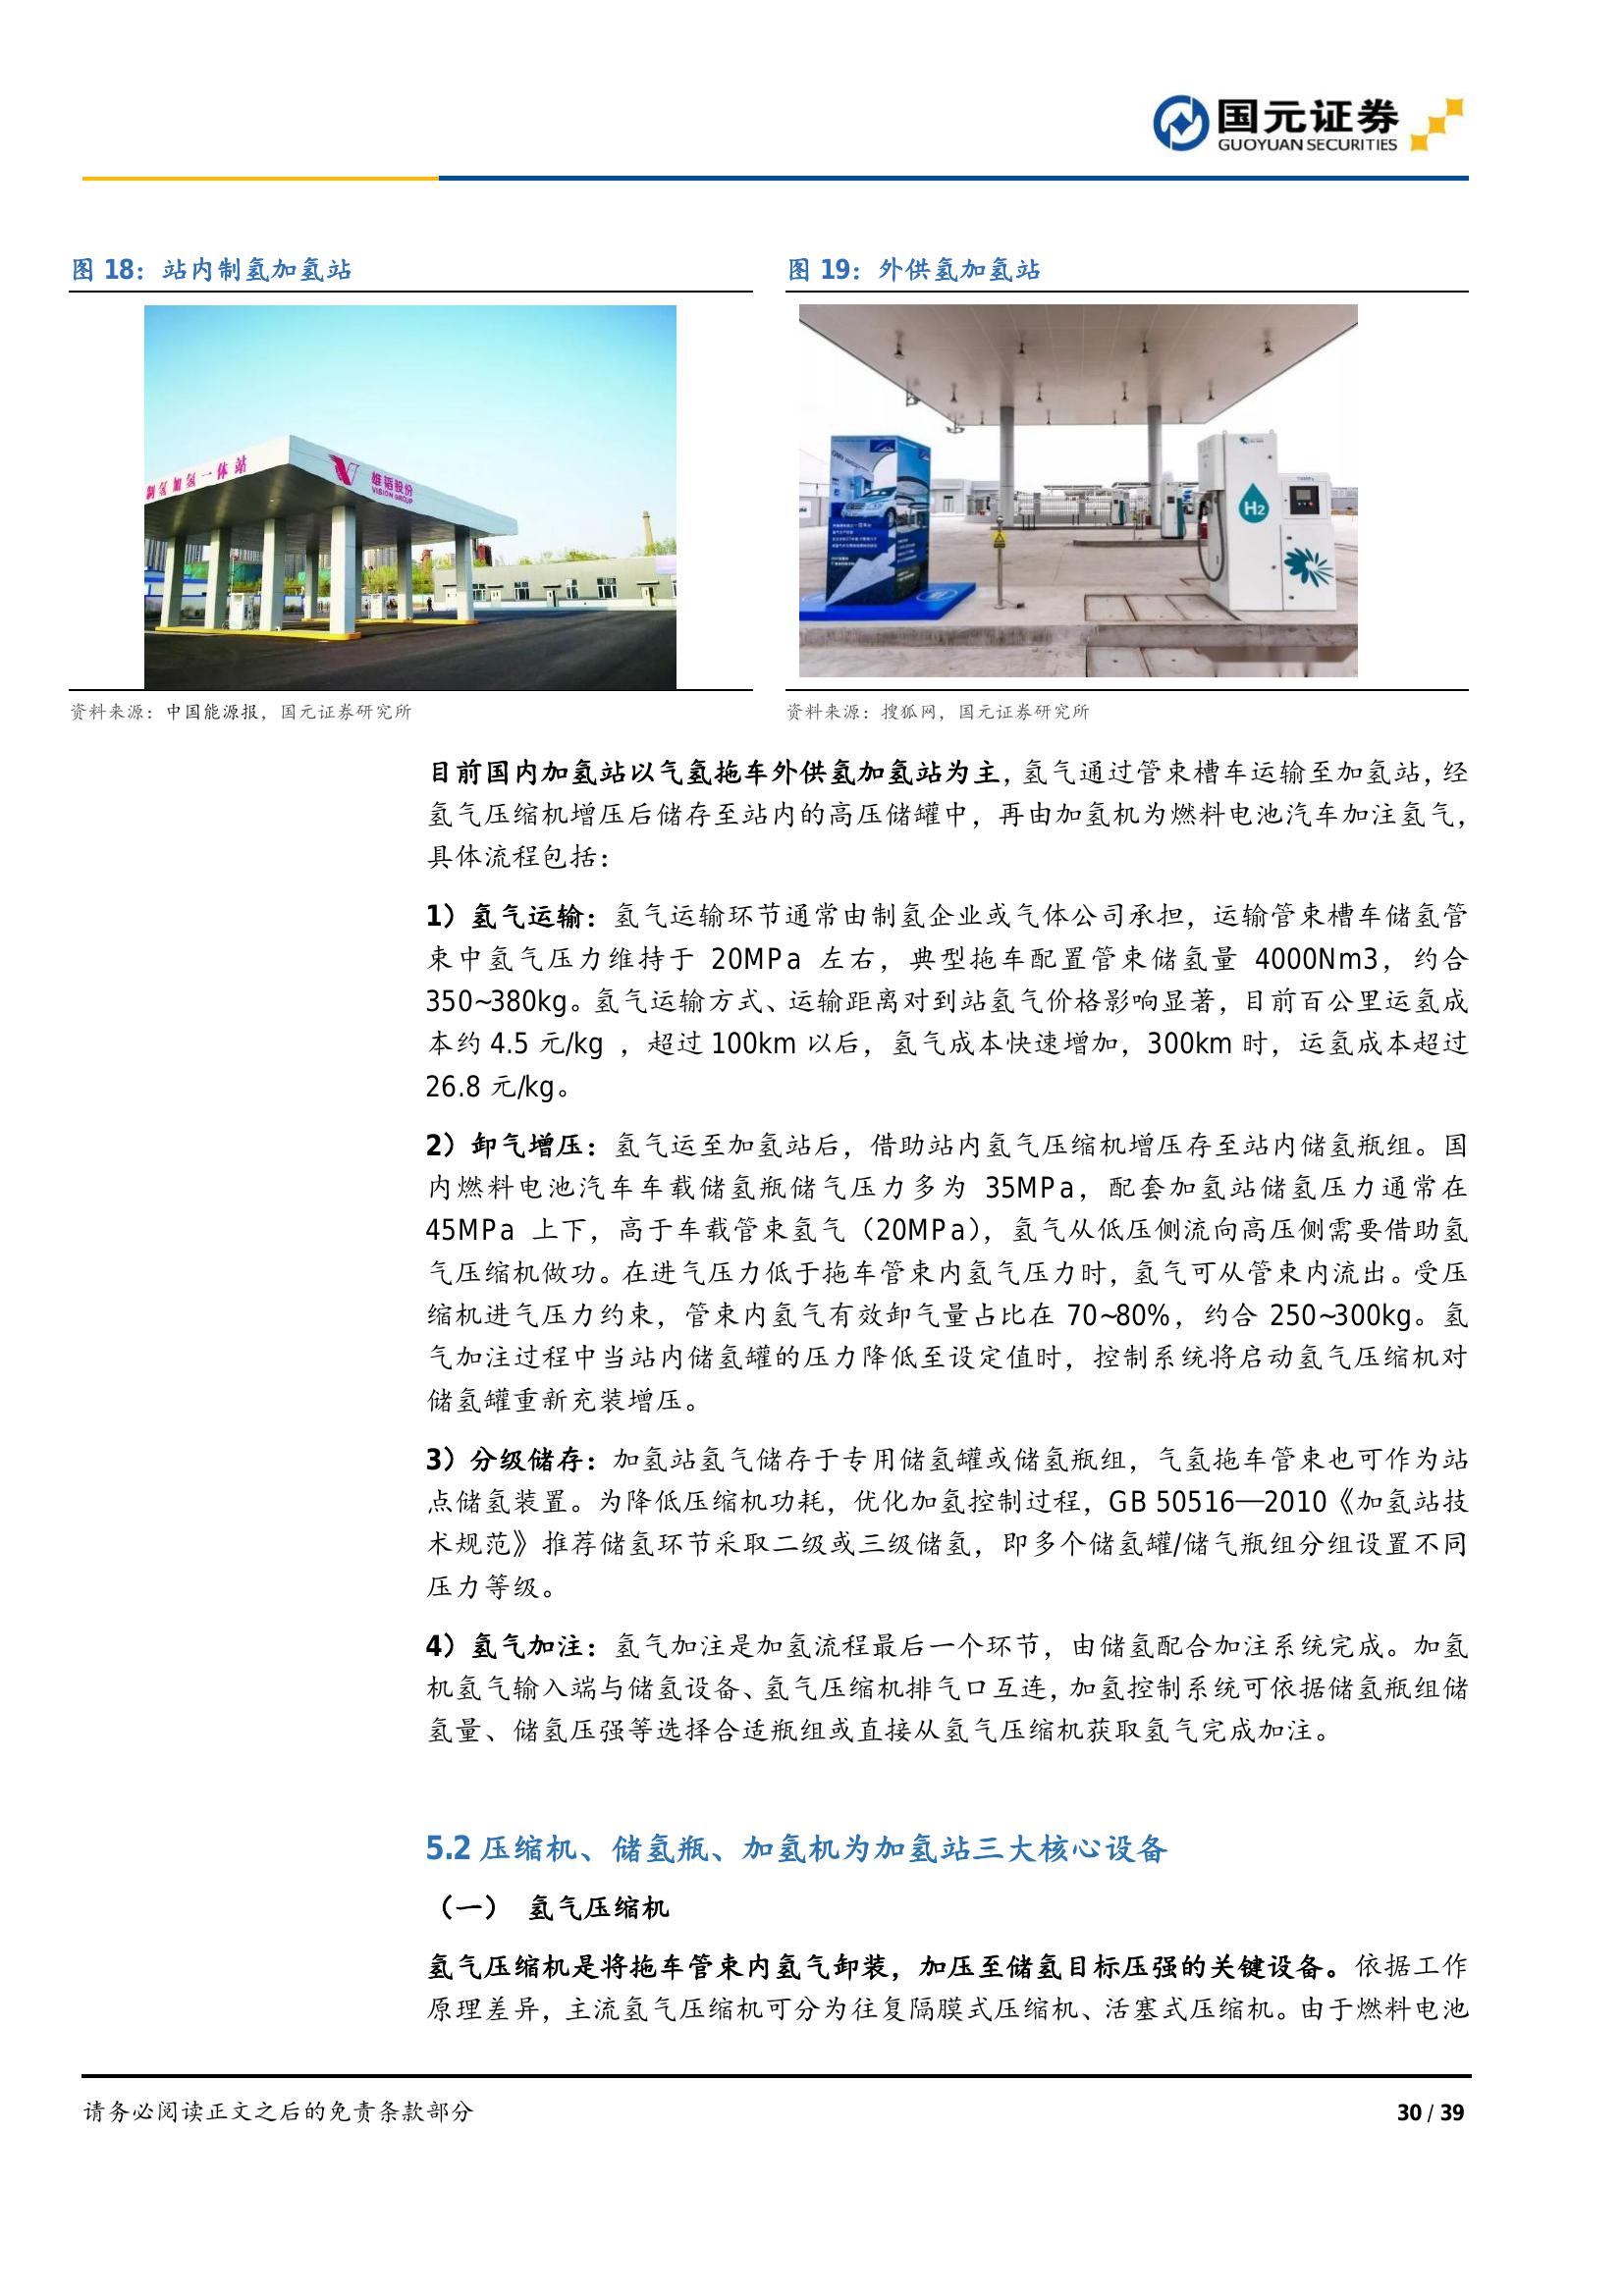 国元证券
GUOYUAN SECURITIES
图 18：站内制氢加氢站
图 19：外供氢加氢站
制氢加氢一体站
雄韬股份
VISION GROUP
H2
资料来源：中国能源报，国元证券研究所
资料来源：搜狐网，国元证券研究所
目前国内加氢站以气氢拖车外供氢加氢站为主，氢气通过管束槽车运输至加氢站，经
氢气压缩机增压后储存至站内的高压储罐中，再由加氢机为燃料电池汽车加注氢气，
具体流程包括：
1）氢气运输：氢气运输环节通常由制氢企业或气体公司承担，运输管束槽车储氢管
束中氢气压力维持于 20MPa 左右，典型拖车配置管束储氢量 4000Nm3，约合
350~380kg。氢气运输方式、运输距离对到站氢气价格影响显著，目前百公里运氢成
本约 4.5 元/kg ，超过 100km 以后，氢气成本快速增加，300km 时，运氢成本超过
26.8 元/kg。
2）卸气增压：氢气运至加氢站后，借助站内氢气压缩机增压存至站内储氢瓶组。国
内燃料电池汽车车载储氢瓶储气压力多为 35MPa，配套加氢站储氢压力通常在
45MPa 上下，高于车载管束氢气（20MPa），氢气从低压侧流向高压侧需要借助氢
气压缩机做功。在进气压力低于拖车管束内氢气压力时，氢气可从管束内流出。受压
缩机进气压力约束，管束内氢气有效卸气量占比在 70~80%，约合 250~300kg。氢
气加注过程中当站内储氢罐的压力降低至设定值时，控制系统将启动氢气压缩机对
储氢罐重新充装增压。
3）分级储存：加氢站氢气储存于专用储氢罐或储氢瓶组，气氢拖车管束也可作为站
点储氢装置。为降低压缩机功耗，优化加氢控制过程，GB 50516—2010《加氢站技
术规范》推荐储氢环节采取二级或三级储氢，即多个储氢罐/储气瓶组分组设置不同
压力等级。
4）氢气加注：氢气加注是加氢流程最后一个环节，由储氢配合加注系统完成。加氢
机氢气输入端与储氢设备、氢气压缩机排气口互连，加氢控制系统可依据储氢瓶组储
氢量、储氢压强等选择合适瓶组或直接从氢气压缩机获取氢气完成加注。
5.2 压缩机、储氢瓶、加氢机为加氢站三大核心设备
（一） 氢气压缩机
氢气压缩机是将拖车管束内氢气卸装，加压至储氢目标压强的关键设备。依据工作
原理差异，主流氢气压缩机可分为往复隔膜式压缩机、活塞式压缩机。由于燃料电池
请务必阅读正文之后的免责条款部分
30 / 39